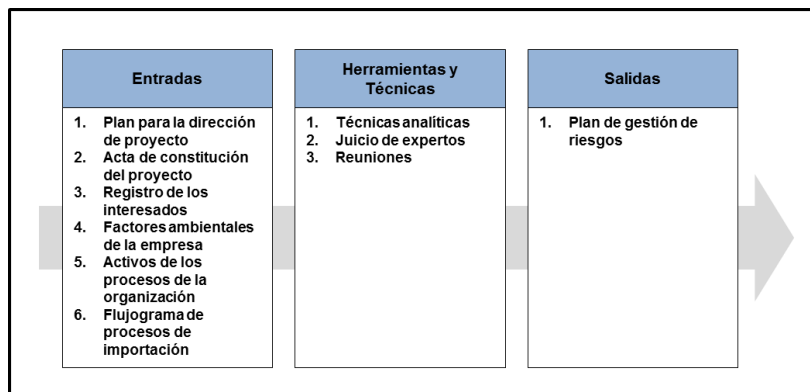 Entradas
1. Plan para la dirección
de proyecto
2. Acta de constitución
del proyecto
3. Registro de los
interesados
4. Factores ambientales
de la empresa
5. Activos de los
procesos de la
organización
6. Flujograma de
procesos de
importación
Herramientas y
Técnicas
1. Técnicas analíticas
2. Juicio de expertos
3. Reuniones
Salidas
1. Plan de gestión de
riesgos